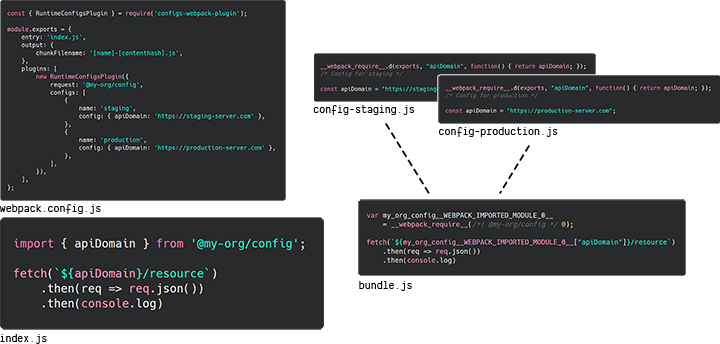 const { RuntimeConfigsPlugin } = require('configs-webpack-plugin');
module.exports = {
entry: 'index.js',
output: {
chunkFilename: '[name]-[contenthash].js',
},
plugins: [
new RuntimeConfigsPlugin({
request: '@my-org/config',
configs: [
{
name: 'staging',
config: { apiDomain: 'https://staging-server.com' },
},
{
name: 'production',
config: { apiDomain: 'https://production-server.com' },
},
],
}),
],
};
webpack.config.js
import { apiDomain } from '@my-org/config';
fetch(`${apiDomain}/resource`)
.then(req => req.json())
.then(console.log)
index.js
__webpack_require__.d(exports, "apiDomain", function() { return apiDomain; });
/* Config for staging */
const apiDomain = "https://staging
config-staging.js
__webpack_require__.d(exports, "apiDomain", function() { return apiDomain; });
/* Config for production */
const apiDomain = "https://production-server.com";
config-production.js
var my_org_config__WEBPACK_IMPORTED_MODULE_0__
= __webpack_require__(/*! @my-org/config */ 0);
fetch(`${my_org_config__WEBPACK_IMPORTED_MODULE_0__["apiDomain"]}/resource`)
.then(req => req.json())
.then(console.log)
bundle.js